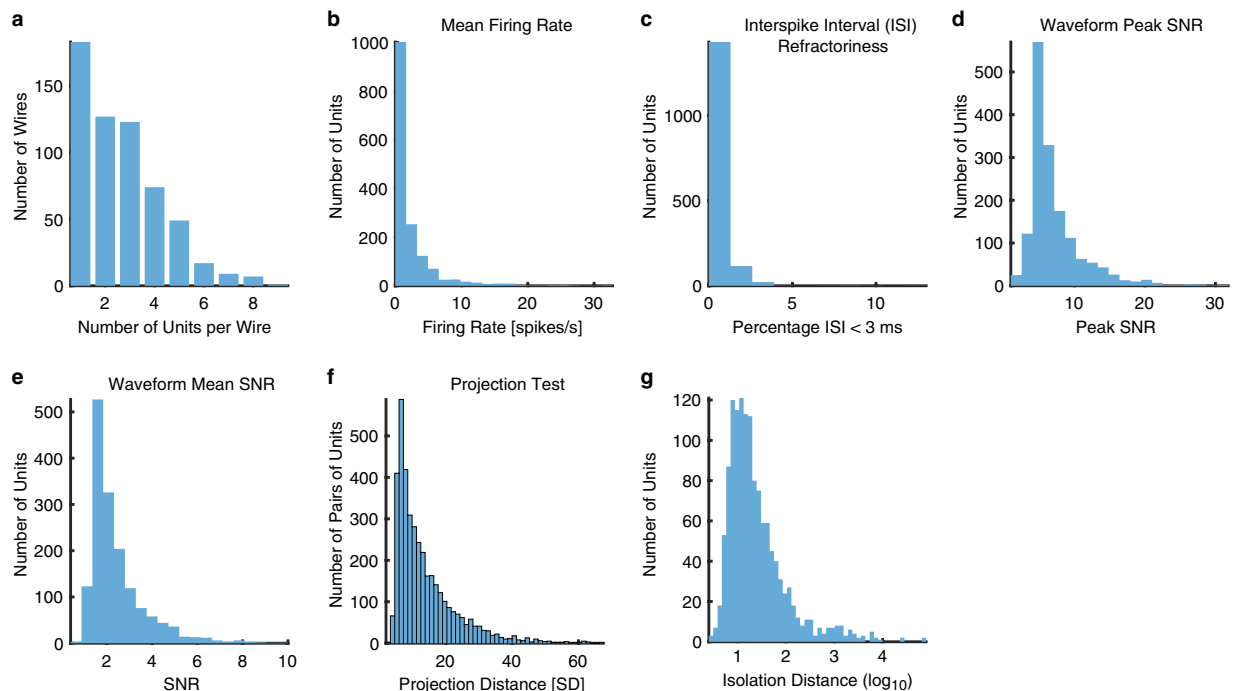 a
150
100
50
0
2
4
6
8
Number of Wires
Number of Units per Wire
b
Mean Firing Rate
1000
800
600
400
200
0
0
10
20
30
Number of Units
Firing Rate [spikes/s]
c
Interspike Interval (ISI)
Refractoriness
1000
500
0
0
5
10
Number of Units
Percentage ISI < 3 ms
d
Waveform Peak SNR
500
400
300
200
100
0
10
20
30
Number of Units
Peak SNR
e
Waveform Mean SNR
500
400
300
200
100
0
2
4
6
8
10
Number of Units
SNR
f
Projection Test
500
400
300
200
100
0
20
40
60
Number of Pairs of Units
Projection Distance [SD]
g
120
100
80
60
40
20
0
1
2
3
4
Number of Units
Isolation Distance (log₁₀)